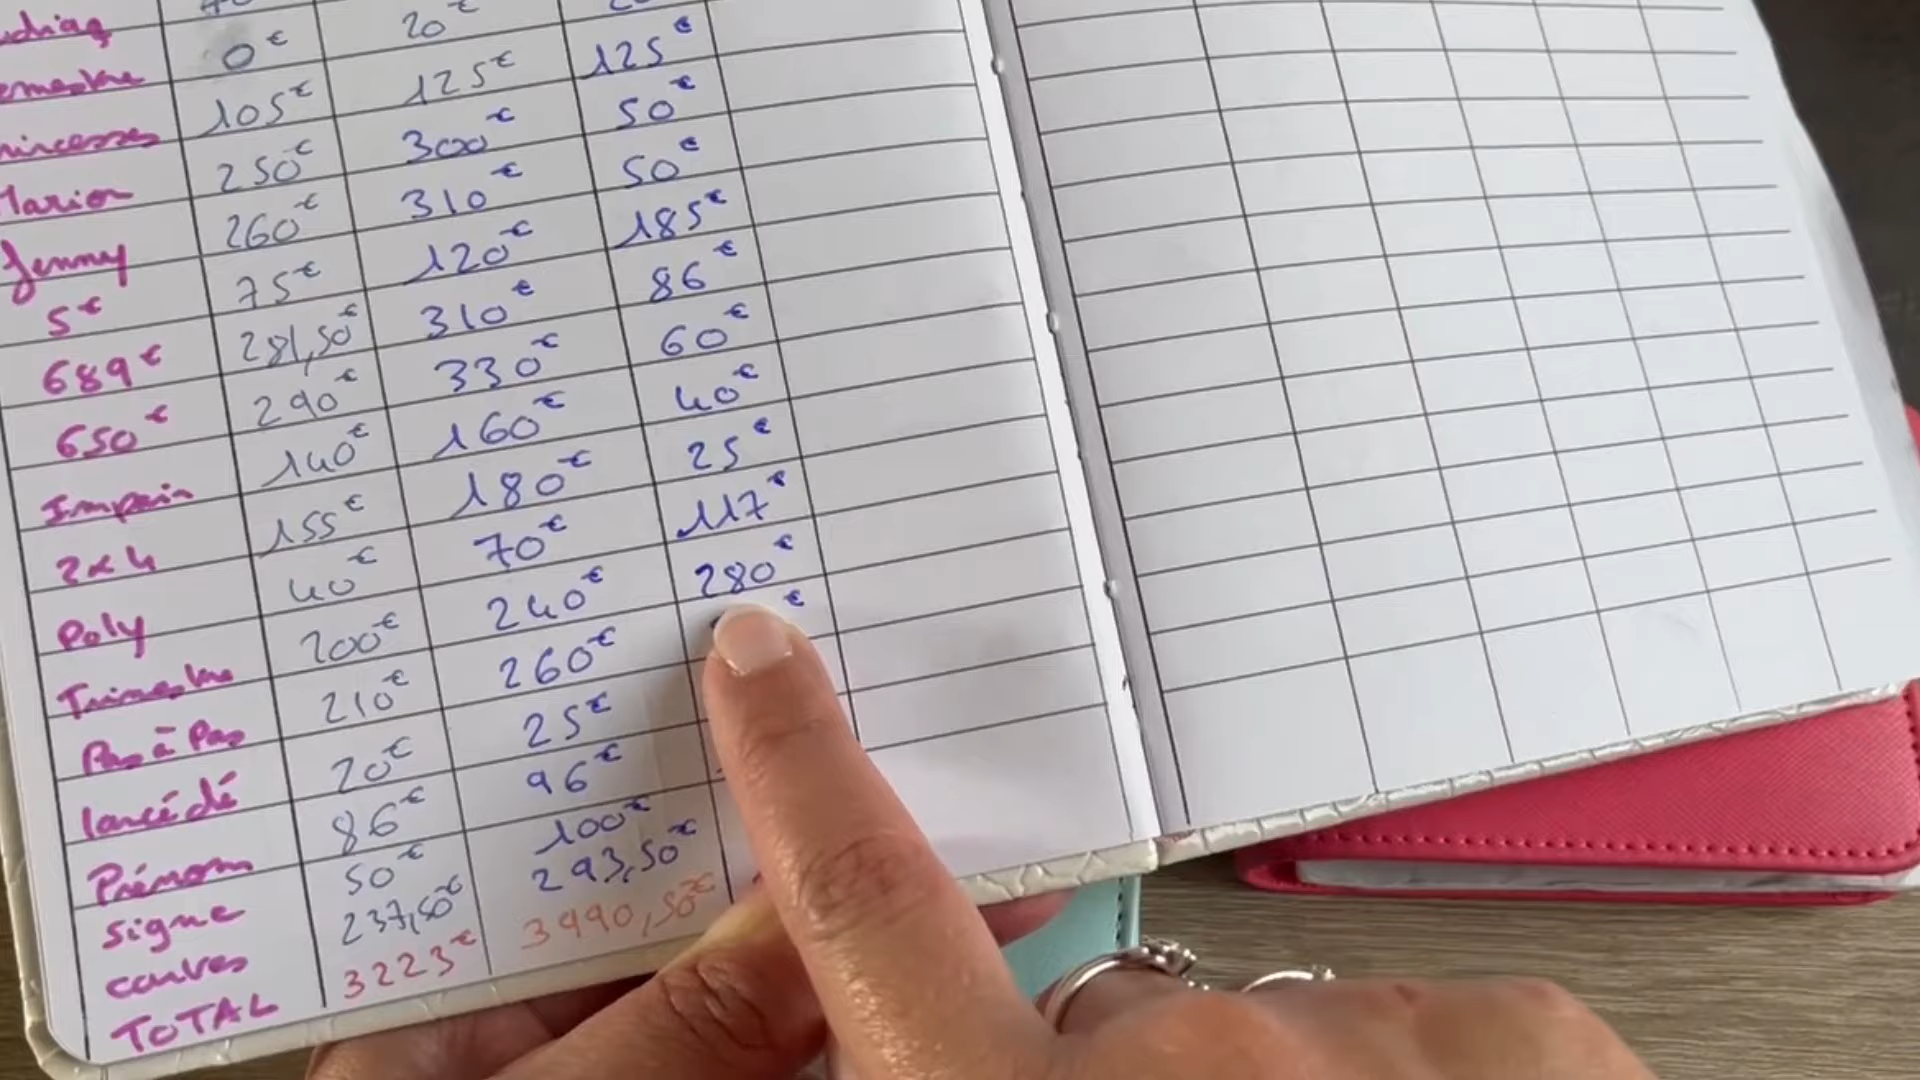 0€ 20€
105€ 125€ 125€
250€ 300€ 50€
Jenny 260€ 310€ 50€
5€ 75€ 120€ 185€
689€ 281,50€ 310€ 86€
650€ 290€ 330€ 60€
Impair 140€ 160€ 40€
2x4 155€ 180€ 25€
Poly 40€ 70€ 117€
Trimestre 200€ 240€ 280€
Pas à Pas 210€ 260€ €
lancé dé 20€ 25€
Prénom 86€ 96€
signe 50€ 100€
237,50€ 293,50€
TOTAL 3223€ 3490,50€